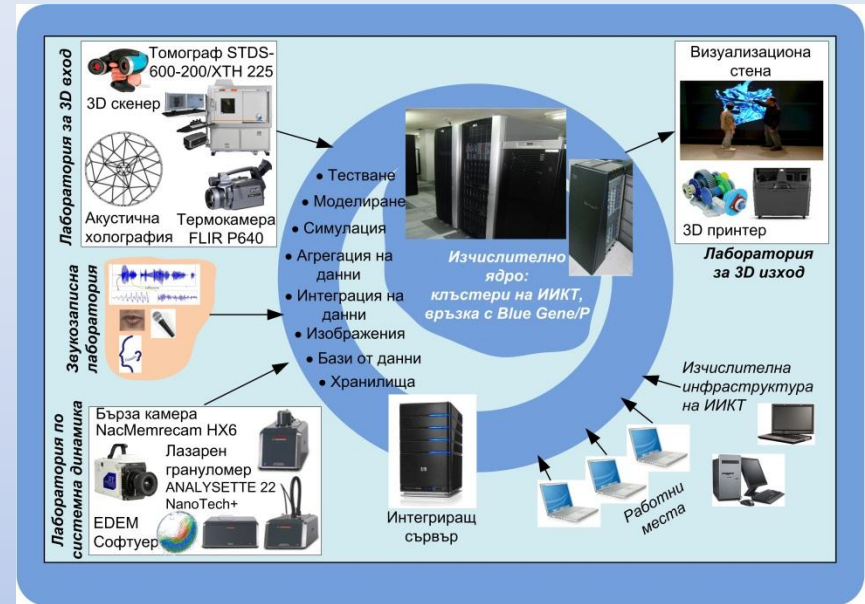 Лаборатория за 3D вход
Томограф STDS-
600-200/XTH 225
3D скенер
Акустична
холография
Термокамера
FLIR P640
Звукозаписна
лаборатория
Лаборатория по
системна динамика
Бърза камера
NacMemrecam HX6
Лазарен
грануломер
ANALYSETTE 22
NanoTech+
EDEM
Софтуер
• Тестване
• Моделиране
• Симулация
• Агрегация на
данни
• Интеграция на
данни
• Изображения
• Бази от данни
• Хранилища
Изчислително
ядро:
клъстери на ИИКТ,
връзка с Blue Gene/P
Интегриращ
сървър
Визуализациона
стена
3D принтер
Лаборатория
за 3D изход
Изчислителна
инфраструктура
на ИИКТ
Работни
места